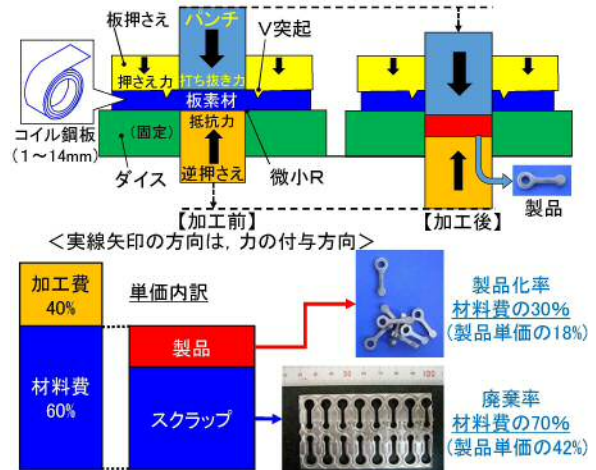 板押さえ
パンチ
V突起
押さえ力
打ち抜き力
板素材
コイル鋼板
(1～14mm)
(固定)
抵抗力
ダイス
逆押さえ
微小R
製品
【加工前】
【加工後】
＜実線矢印の方向は，力の付与方向＞
加工費
40%
単価内訳
材料費
60%
製品
スクラップ
製品化率
材料費の30%
(製品単価の18%)
廃棄率
材料費の70%
(製品単価の42%)